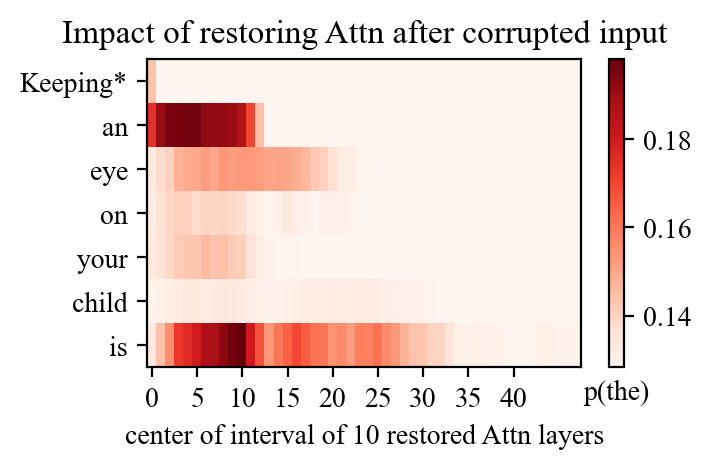 Impact of restoring Attn after corrupted input
Keeping*
an
eye
on
your
child
is
0 5 10 15 20 25 30 35 40
center of interval of 10 restored Attn layers
0.18
0.16
0.14
p(the)